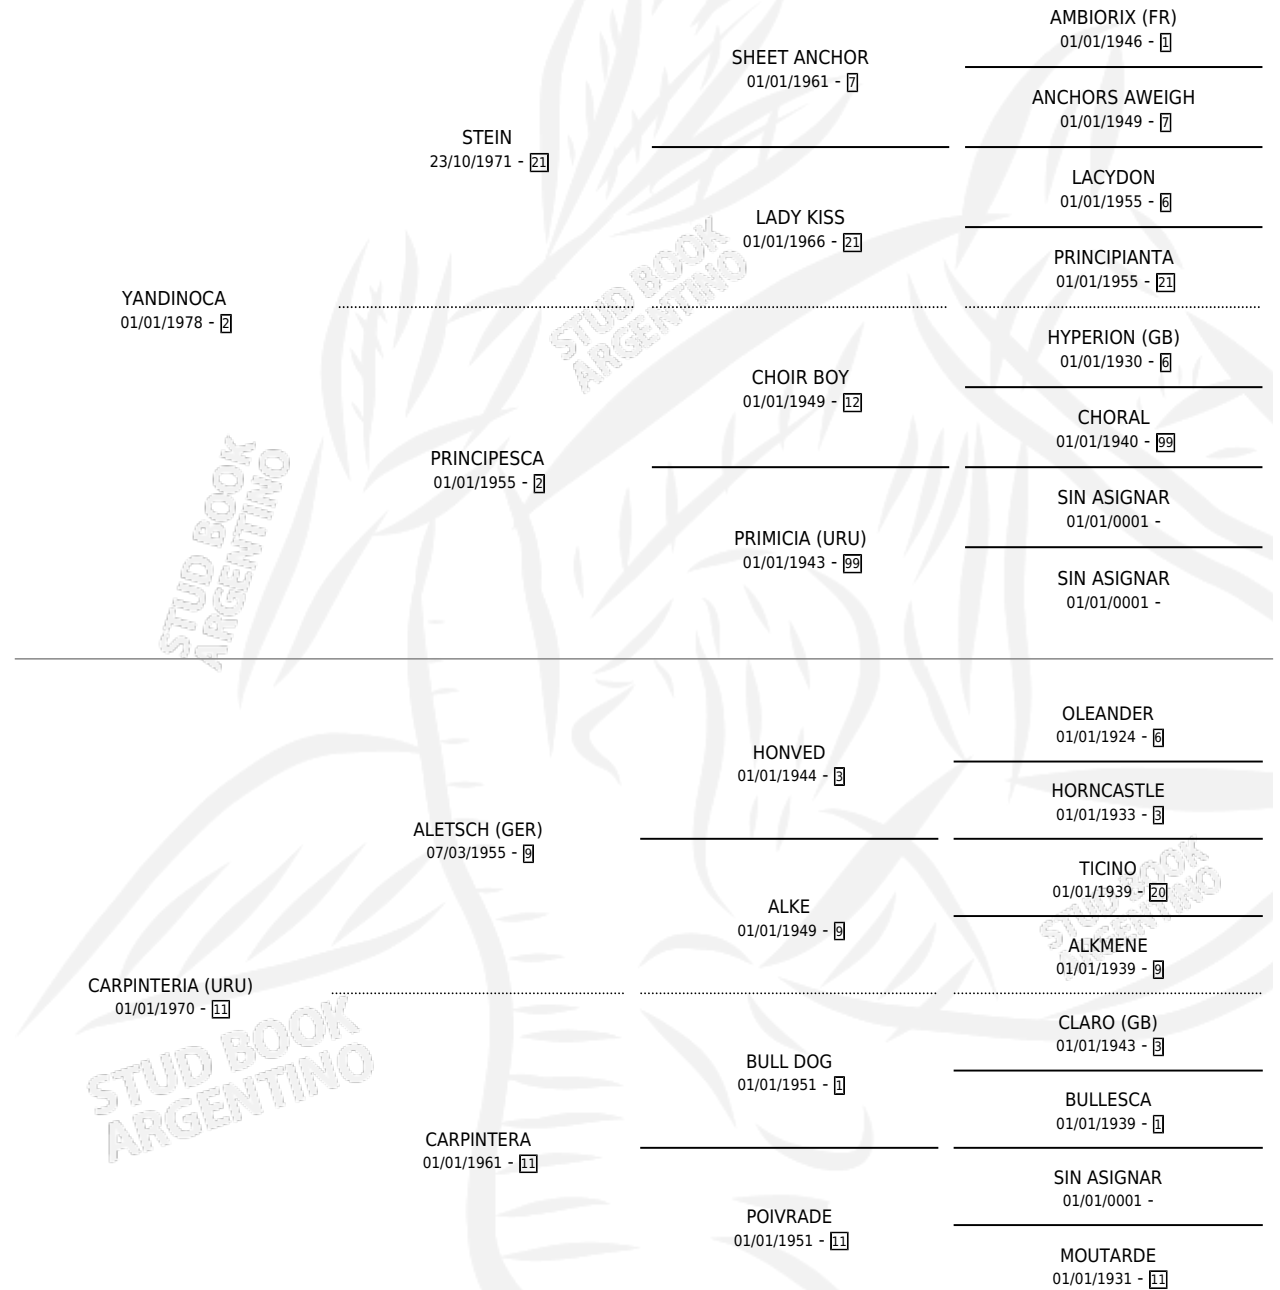 AMBIORIX (FR)
01/01/1946 - 1
SHEET ANCHOR
01/01/1961 - 7
ANCHORS AWEIGH
01/01/1949 - 7
STEIN
23/10/1971 - 21
LACYDON
01/01/1955 - 6
LADY KISS
01/01/1966 - 21
PRINCIPIANTA
01/01/1955 - 21
YANDINOCA
01/01/1978 - 2
HYPERION (GB)
01/01/1930 - 6
CHOIR BOY
01/01/1949 - 12
CHORAL
01/01/1940 - 99
PRINCIPESCA
01/01/1955 - 2
SIN ASIGNAR
01/01/0001 -
PRIMICIA (URU)
01/01/1943 - 99
SIN ASIGNAR
01/01/0001 -
OLEANDER
01/01/1924 - 6
HONVED
01/01/1944 - 3
HORNCASTLE
01/01/1933 - 3
ALETSCH (GER)
07/03/1955 - 9
TICINO
01/01/1939 - 20
ALKE
01/01/1949 - 9
ALKMENE
01/01/1939 - 9
CARPINTERIA (URU)
01/01/1970 - 11
CLARO (GB)
01/01/1943 - 3
BULL DOG
01/01/1951 - 1
BULLESCA
01/01/1939 - 1
CARPINTERA
01/01/1961 - 11
SIN ASIGNAR
01/01/0001 -
POIVRADE
01/01/1951 - 11
MOUTARDE
01/01/1931 - 11
STUD BOOK
ARGENTINO
STUD BOOK
ARGENTINO
STUD BOOK
ARGENTINO
STUD BOOK
ARGENTINO